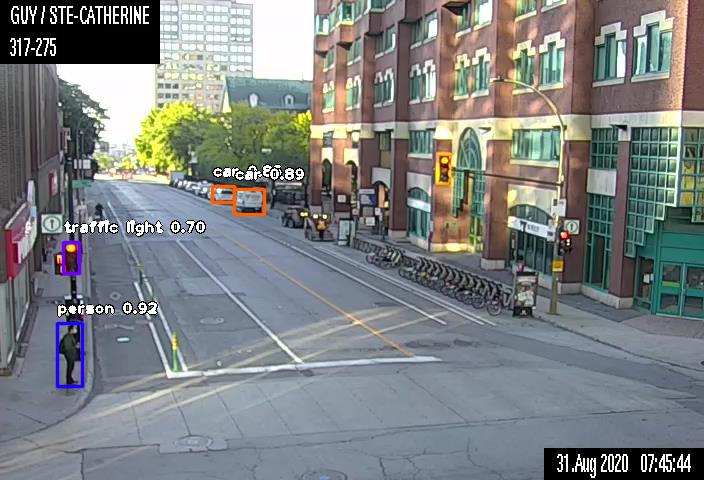 GUY / STE-CATHERINE
317-275
car 0.89
traffic light 0.70
person 0.92
31.Aug 2020 07:45:44